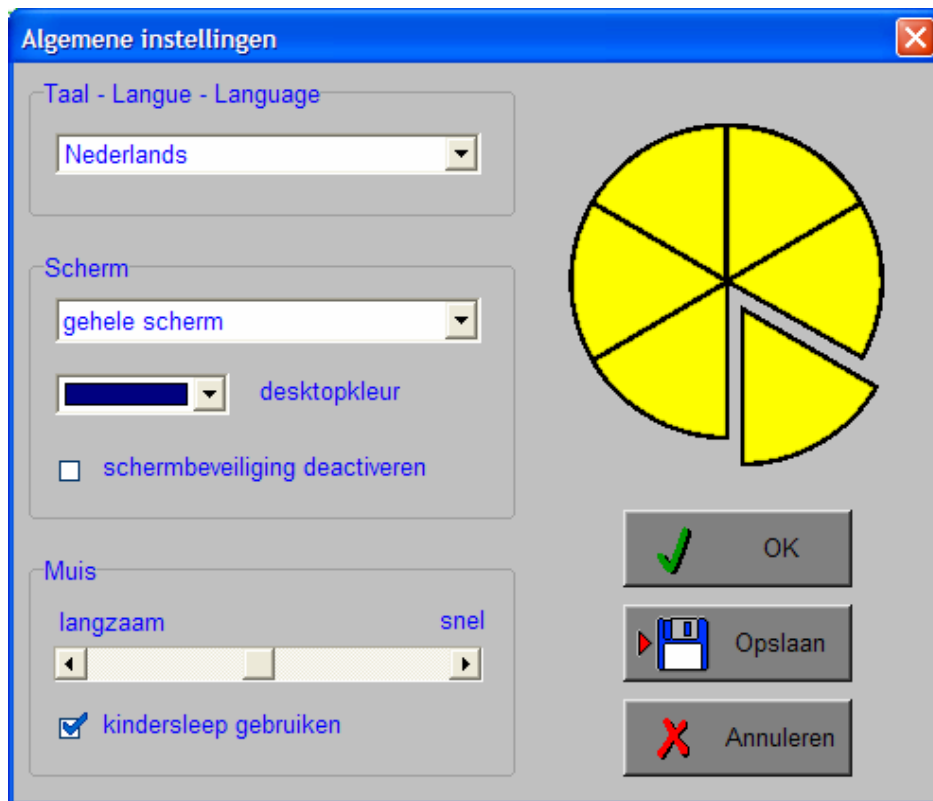 Algemene instellingen
Taal - Langue - Language
Nederlands
Scherm
gehele scherm
desktopkleur
schermbeveiliging deactiveren
Muis
langzaam snel
kindersleep gebruiken
OK
Opslaan
Annuleren